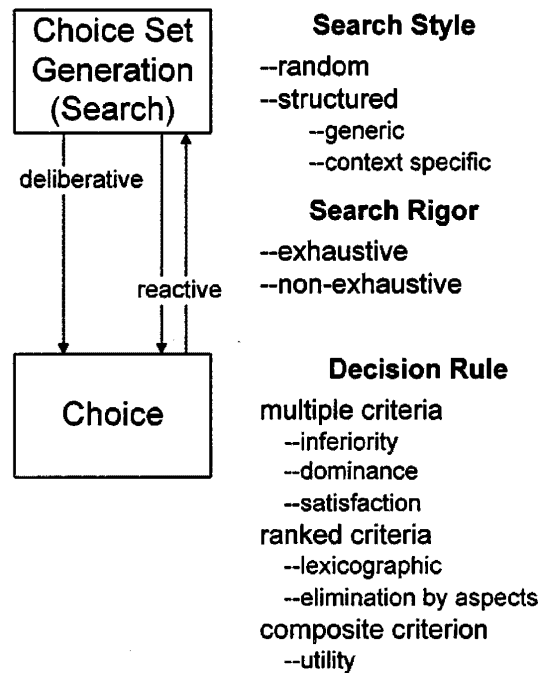 Choice Set
Generation
(Search)
deliberative
reactive
Choice
Search Style
--random
--structured
--generic
--context specific
Search Rigor
--exhaustive
--non-exhaustive
Decision Rule
multiple criteria
--inferiority
--dominance
--satisfaction
ranked criteria
--lexicographic
--elimination by aspects
composite criterion
--utility